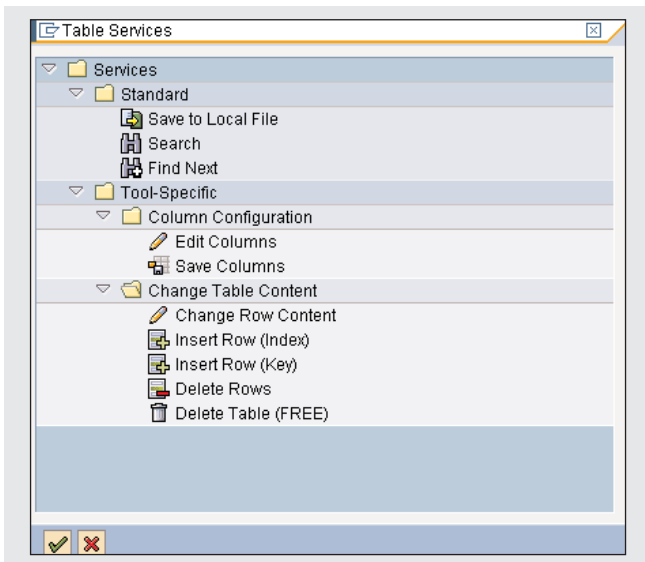 Table Services
Services
Standard
Save to Local File
Search
Find Next
Tool-Specific
Column Configuration
Edit Columns
Save Columns
Change Table Content
Change Row Content
Insert Row (Index)
Insert Row (Key)
Delete Rows
Delete Table (FREE)